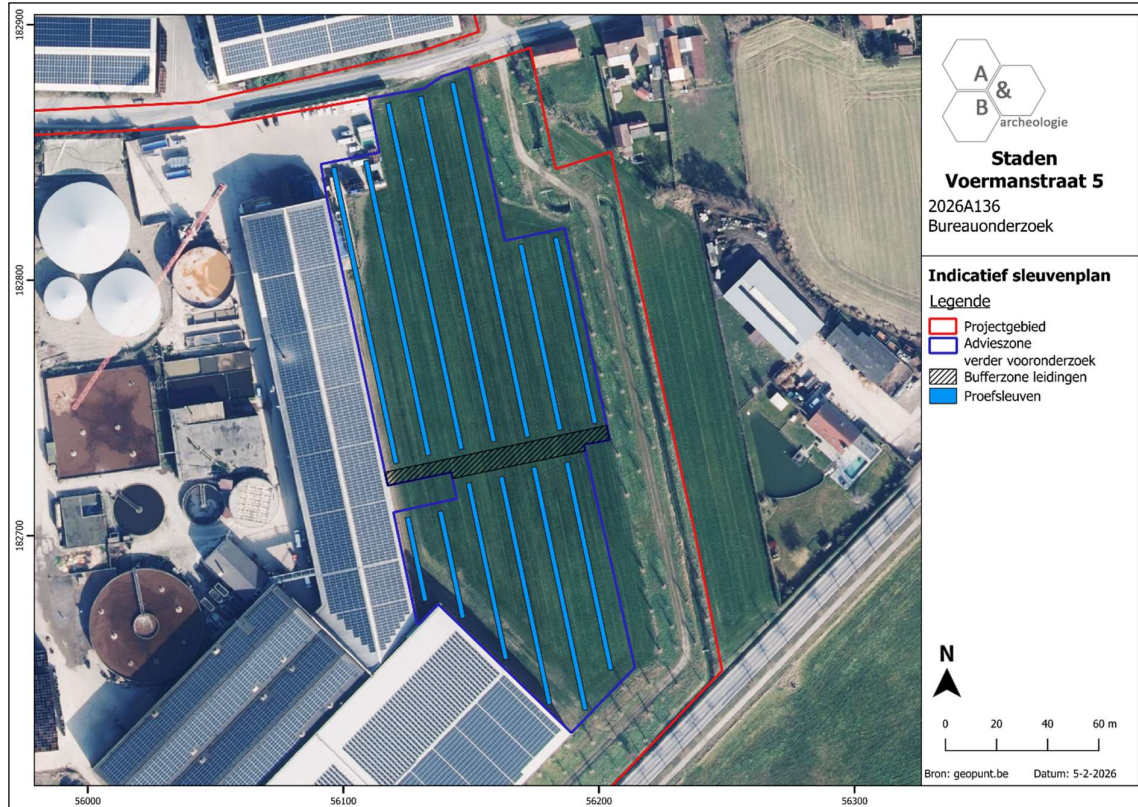 A
&
B
archeologie
Staden
Voermanstraat 5
2026A136
Bureauonderzoek
Indicatief sleuvenplan
Legende
Projectgebied
Advieszone
verder vooronderzoek
Bufferzone leidingen
Proefsleuven
N
0 20 40 60 m
Bron: geopunt.be Datum: 5-2-2026
182900
182800
182700
56000 56100 56200 56300